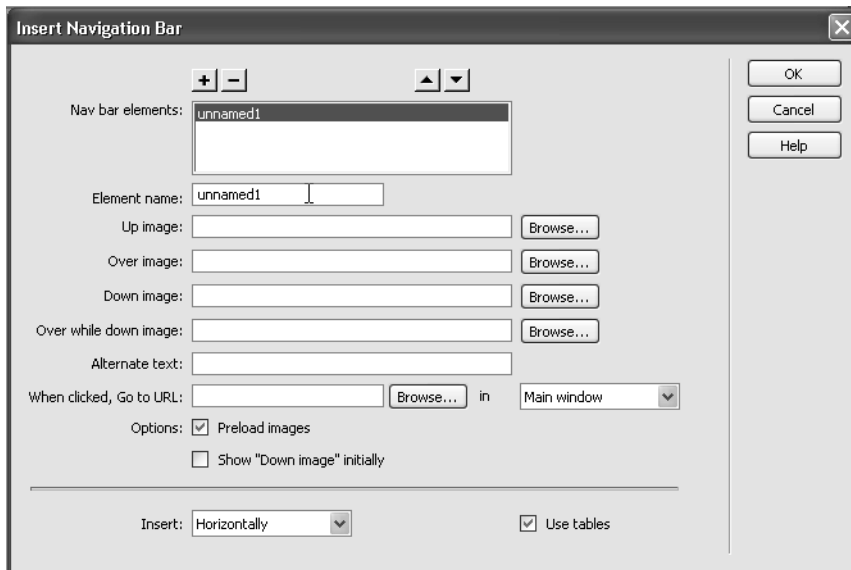 Insert Navigation Bar
OK
Nav bar elements: unnamed1
Cancel
Help
Element name: unnamed1
Up image: Browse...
Over image: Browse...
Down image: Browse...
Over while down image: Browse...
Alternate text:
When clicked, Go to URL: Browse... in Main window
Options: Preload images
Show "Down image" initially
Insert: Horizontally Use tables